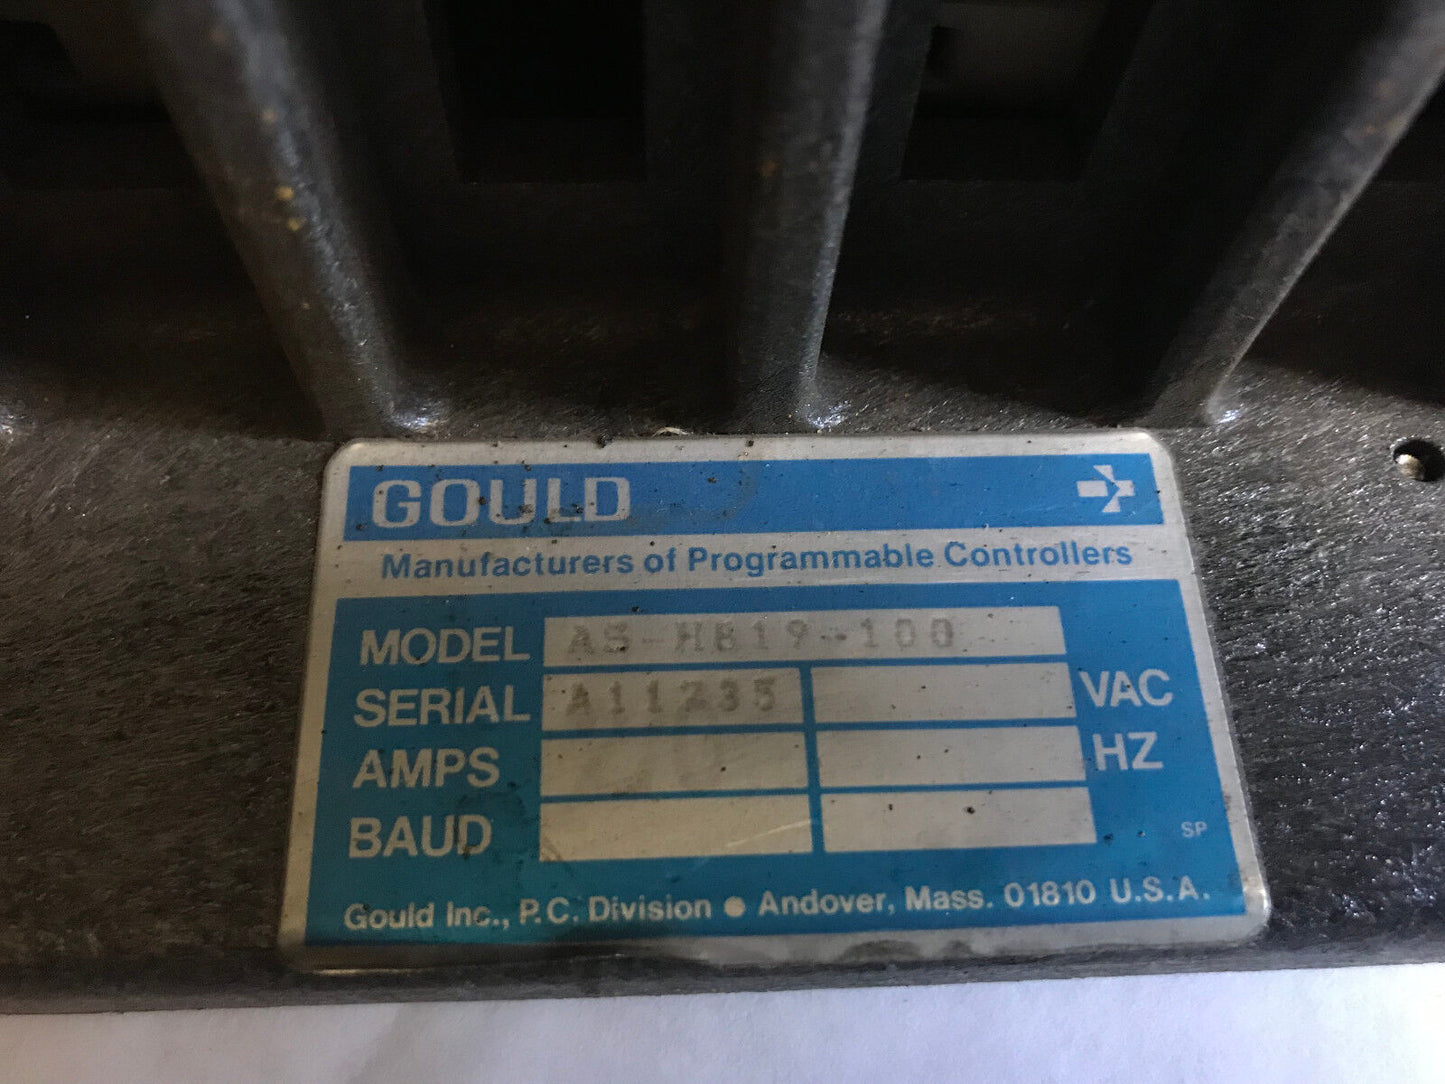 GOULD
Manufacturers of Programmable Controllers
MODEL AS-H819-100
SERIAL A11235 VAC
AMPS HZ
BAUD
SP
Gould Inc., P.C. Division ● Andover, Mass. 01810 U.S.A.